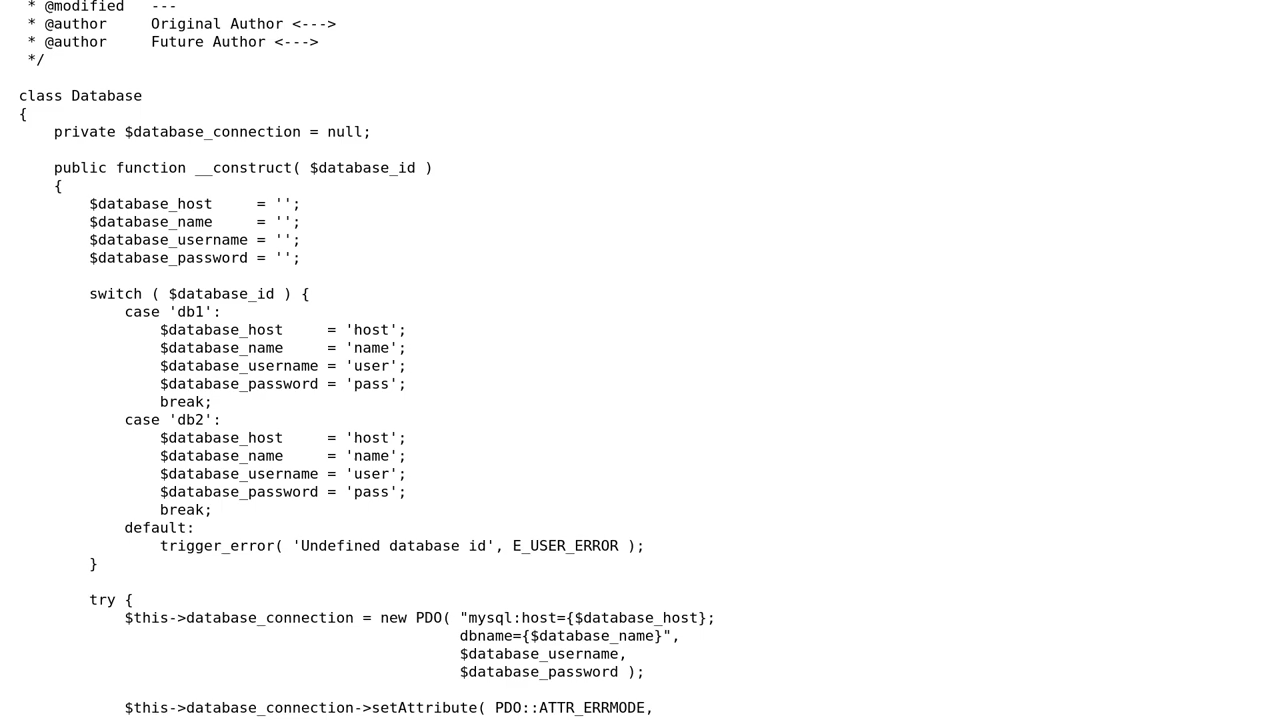 * @modified   ---
 * @author     Original Author <--->
 * @author     Future Author <--->
 */

class Database
{
    private $database_connection = null;

    public function __construct( $database_id )
    {
        $database_host     = '';
        $database_name     = '';
        $database_username = '';
        $database_password = '';

        switch ( $database_id ) {
            case 'db1':
                $database_host     = 'host';
                $database_name     = 'name';
                $database_username = 'user';
                $database_password = 'pass';
                break;
            case 'db2':
                $database_host     = 'host';
                $database_name     = 'name';
                $database_username = 'user';
                $database_password = 'pass';
                break;
            default:
                trigger_error( 'Undefined database id', E_USER_ERROR );
        }

        try {
            $this->database_connection = new PDO( "mysql:host={$database_host};
                                                  dbname={$database_name}",
                                                  $database_username,
                                                  $database_password );

            $this->database_connection->setAttribute( PDO::ATTR_ERRMODE,